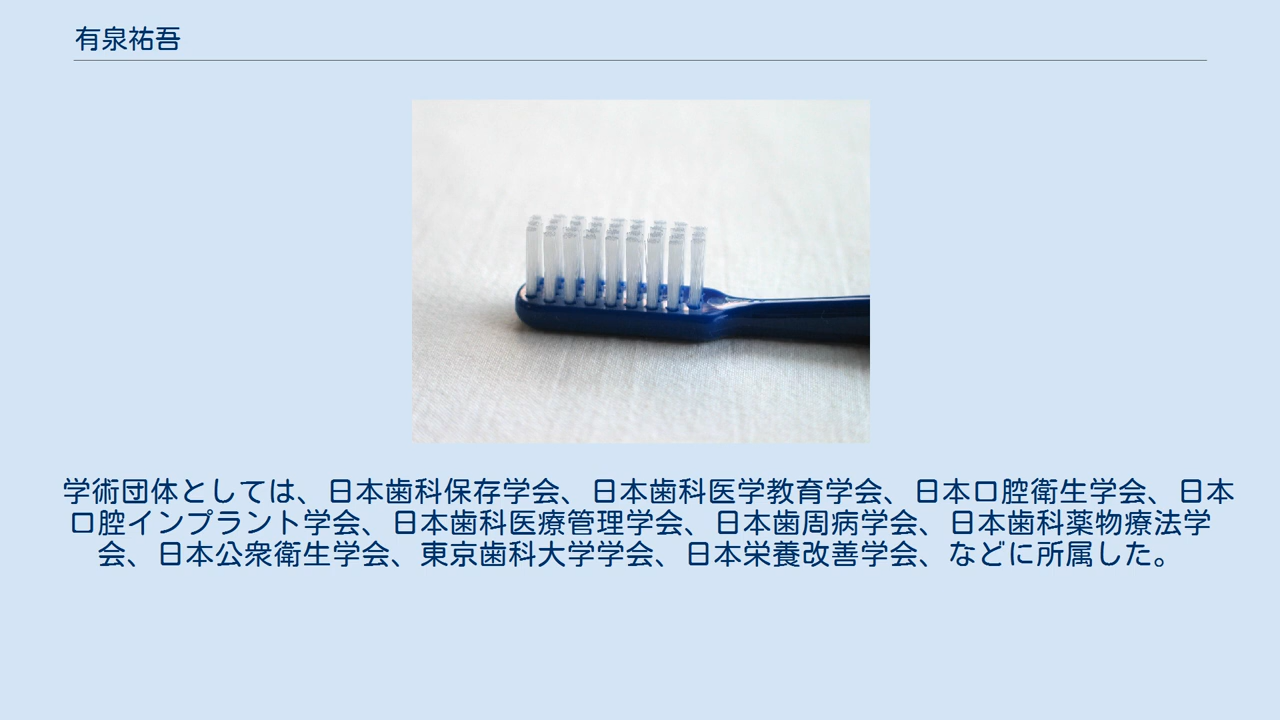 有泉祐吾
学術団体としては、日本歯科保存学会、日本歯科医学教育学会、日本口腔衛生学会、日本
口腔インプラント学会、日本歯科医療管理学会、日本歯周病学会、日本歯科薬物療法学
会、日本公衆衛生学会、東京歯科大学学会、日本栄養改善学会、などに所属した。